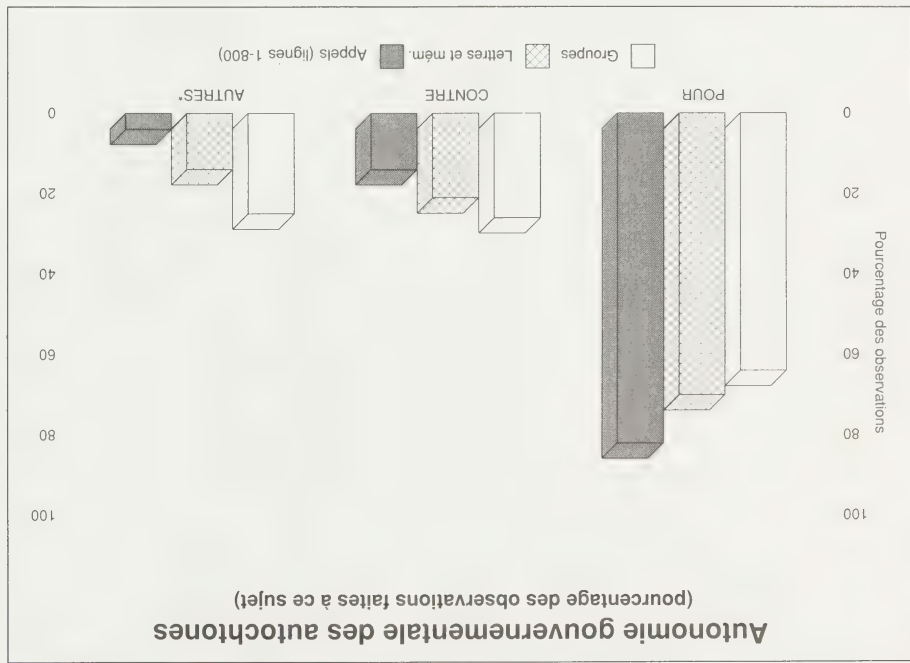 Autonomie gouvernementale des autochtones
(pourcentage des observations faites à ce sujet)
Pourcentage des observations
100 100
80 80
60 60
40 40
20 20
0 0
POUR CONTRE AUTRES*
Groupes Lettres et mém. Appels (lignes 1-800)